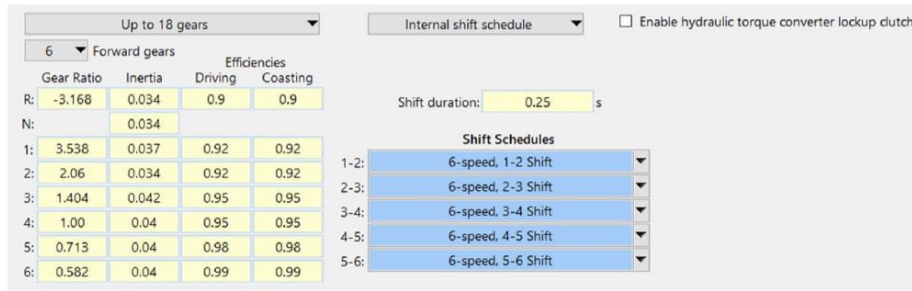 Up to 18 gears
Internal shift schedule
Enable hydraulic torque converter lockup clutch
6 Forward gears
Efficiencies
Gear Ratio Inertia Driving Coasting
R: -3.168 0.034 0.9 0.9
Shift duration: 0.25 s
N: 0.034
Shift Schedules
1: 3.538 0.037 0.92 0.92
1-2: 6-speed, 1-2 Shift
2: 2.06 0.034 0.92 0.92
2-3: 6-speed, 2-3 Shift
3: 1.404 0.042 0.95 0.95
3-4: 6-speed, 3-4 Shift
4: 1.00 0.04 0.95 0.95
4-5: 6-speed, 4-5 Shift
5: 0.713 0.04 0.98 0.98
5-6: 6-speed, 5-6 Shift
6: 0.582 0.04 0.99 0.99